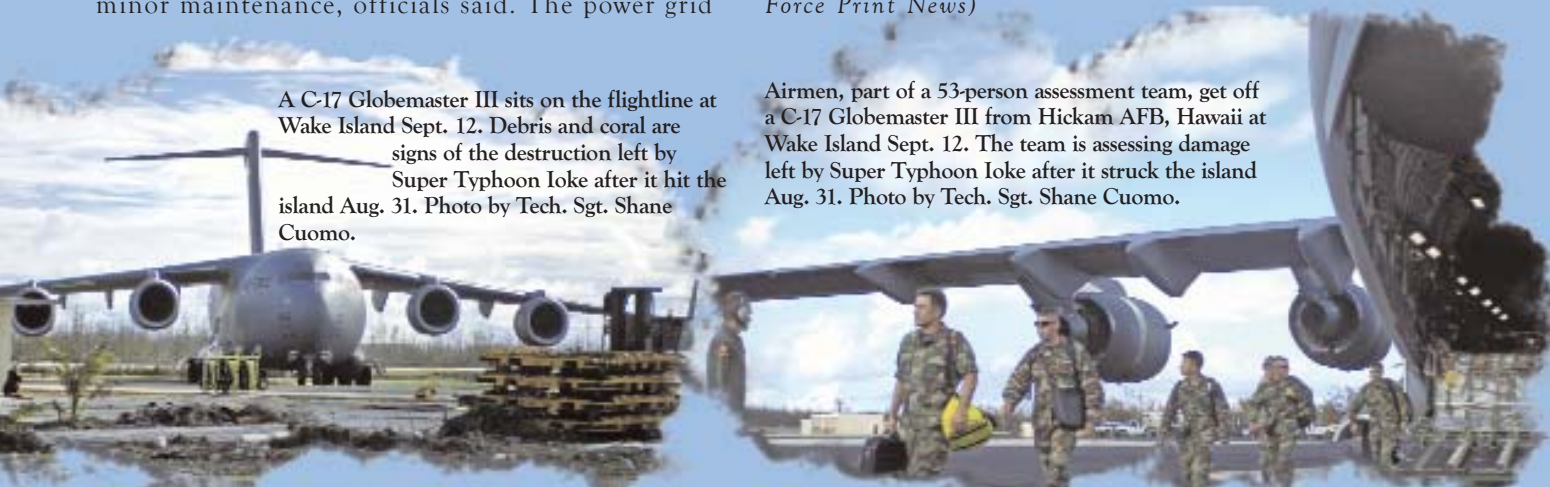 minor maintenance, officials said. The power grid
Force Print News)
A C-17 Globemaster III sits on the flightline at
Wake Island Sept. 12. Debris and coral are
signs of the destruction left by
Super Typhoon Ioke after it hit the
island Aug. 31. Photo by Tech. Sgt. Shane
Cuomo.
Airmen, part of a 53-person assessment team, get off
a C-17 Globemaster III from Hickam AFB, Hawaii at
Wake Island Sept. 12. The team is assessing damage
left by Super Typhoon Ioke after it struck the island
Aug. 31. Photo by Tech. Sgt. Shane Cuomo.